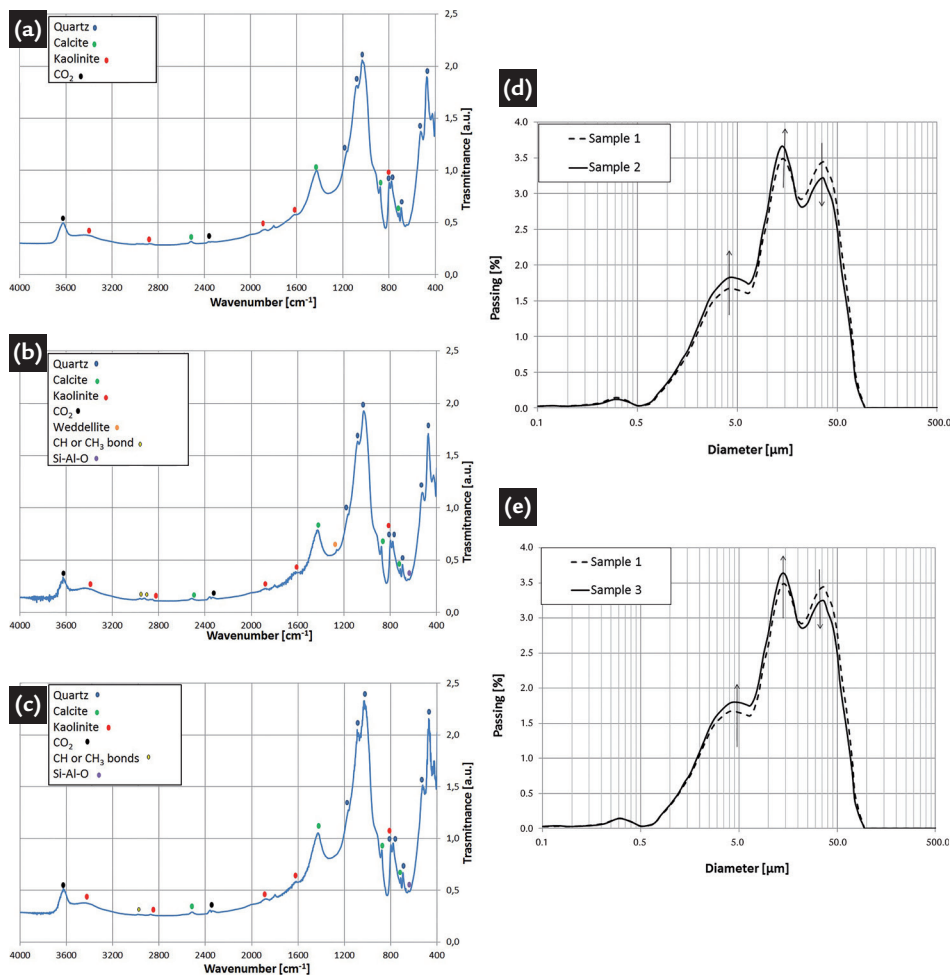 (a)
Quartz
Calcite
Kaolinite
CO2
2,5
2,0
1,5
1,0
0,5
0,0
Trasmitnance [a.u.]
4000 3600 3200 2800 2400 2000 1600 1200 800 400
Wavenumber [cm-1]
(b)
Quartz
Calcite
Kaolinite
CO2
Weddellite
CH or CH3 bond
Si-Al-O
2,5
2,0
1,5
1,0
0,5
0,0
Trasmitnance [a.u.]
4000 3600 3200 2800 2400 2000 1600 1200 800 400
Wavenumber [cm-1]
(c)
Quartz
Calcite
Kaolinite
CO2
CH or CH3 bonds
Si-Al-O
2,5
2,0
1,5
1,0
0,5
0,0
Trasmitnance [a.u.]
4000 3600 3200 2800 2400 2000 1600 1200 800 400
Wavenumber [cm-1]
(d)
Sample 1
Sample 2
4.0
3.5
3.0
2.5
2.0
1.5
1.0
0.5
0.0
Passing [%]
0.1 0.5 5.0 50.0 500.0
Diameter [µm]
(e)
Sample 1
Sample 3
4.0
3.5
3.0
2.5
2.0
1.5
1.0
0.5
0.0
Passing [%]
0.1 0.5 5.0 50.0 500.0
Diameter [µm]